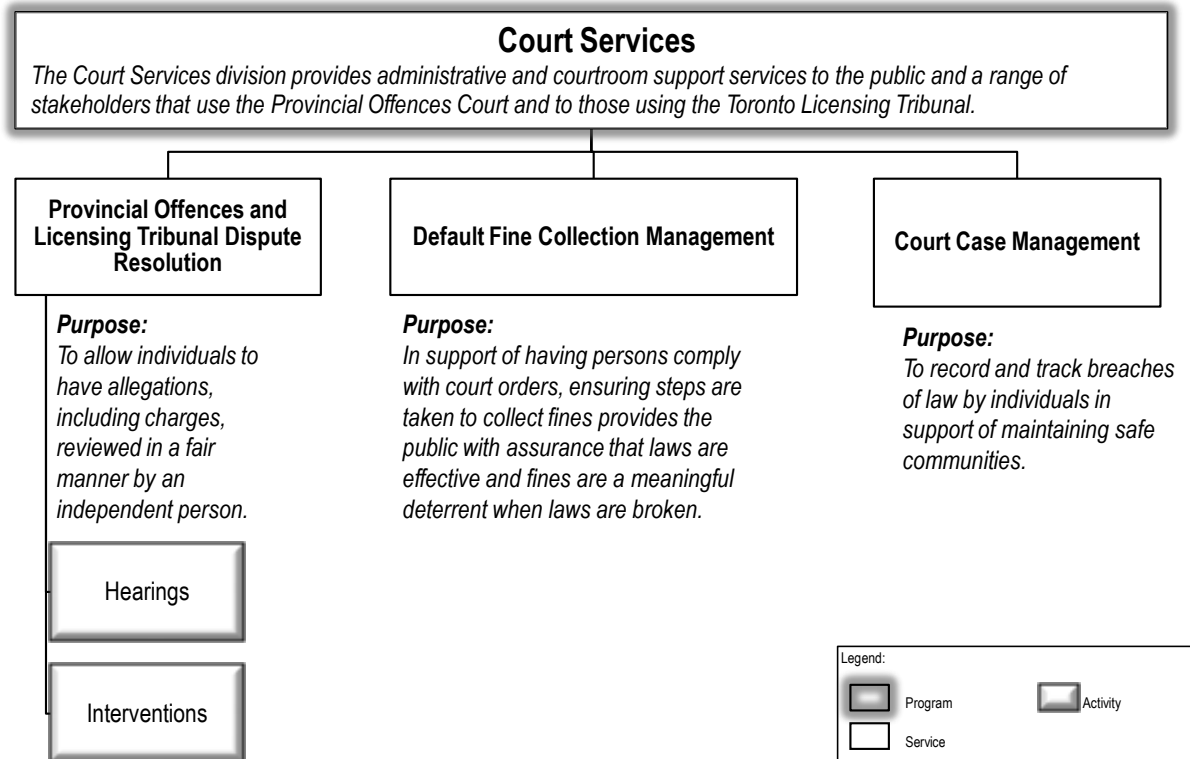 Court Services
The Court Services division provides administrative and courtroom support services to the public and a range of
stakeholders that use the Provincial Offences Court and to those using the Toronto Licensing Tribunal.
Provincial Offences and
Licensing Tribunal Dispute
Resolution
Purpose:
To allow individuals to
have allegations,
including charges,
reviewed in a fair
manner by an
independent person.
Hearings
Interventions
Default Fine Collection Management
Purpose:
In support of having persons comply
with court orders, ensuring steps are
taken to collect fines provides the
public with assurance that laws are
effective and fines are a meaningful
deterrent when laws are broken.
Court Case Management
Purpose:
To record and track breaches
of law by individuals in
support of maintaining safe
communities.
Legend:
Program
Activity
Service